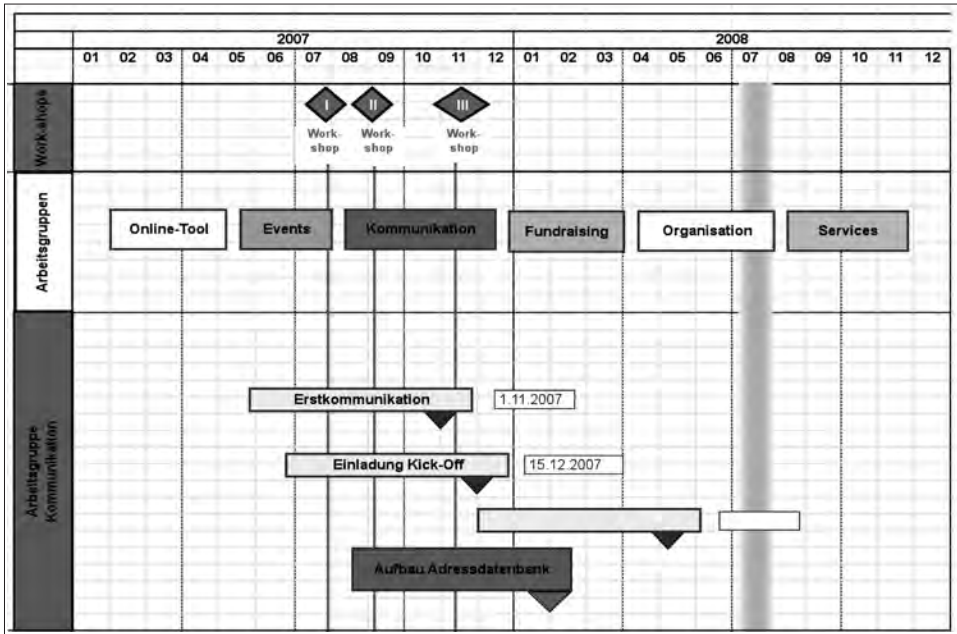 2007 2008
01 02 03 04 05 06 07 08 09 10 11 12 01 02 03 04 05 06 07 08 09 10 11 12
Work-shops
I II III
Work- Work- Work-
shop shop shop
Arbeitsgruppen
Online-Tool Events Kommunikation Fundraising Organisation Services
Arbeitsgruppe
Kommunikation
Erstkommunikation 1.11.2007
Einladung Kick-Off 15.12.2007
Aufbau Adressdatenbank